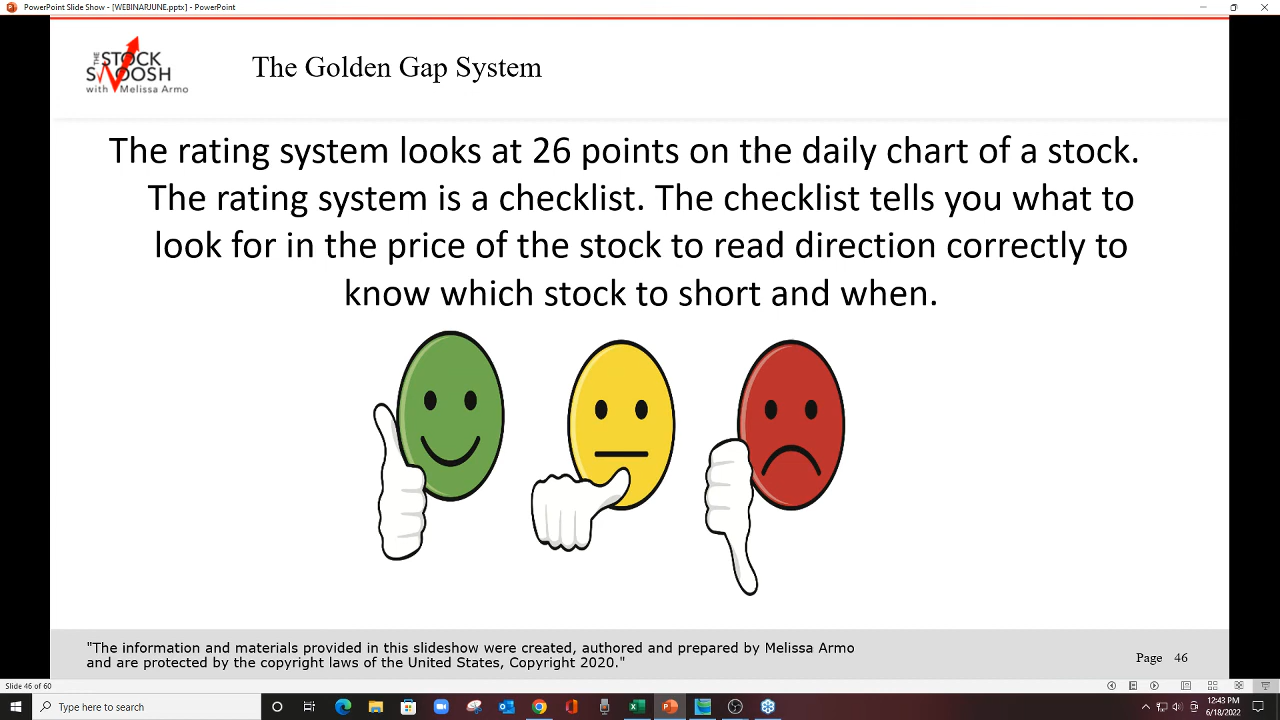 PowerPoint Slide Show - [WEBINARJUNE.pptx] - PowerPoint
THE STOCK
SWOOSH
with Melissa Armo
The Golden Gap System
The rating system looks at 26 points on the daily chart of a stock.
The rating system is a checklist. The checklist tells you what to
look for in the price of the stock to read direction correctly to
know which stock to short and when.
"The information and materials provided in this slideshow were created, authored and prepared by Melissa Armo
and are protected by the copyright laws of the United States, Copyright 2020."
Page 46
Slide 46 of 60
Type here to search
12:43 PM
6/18/2022